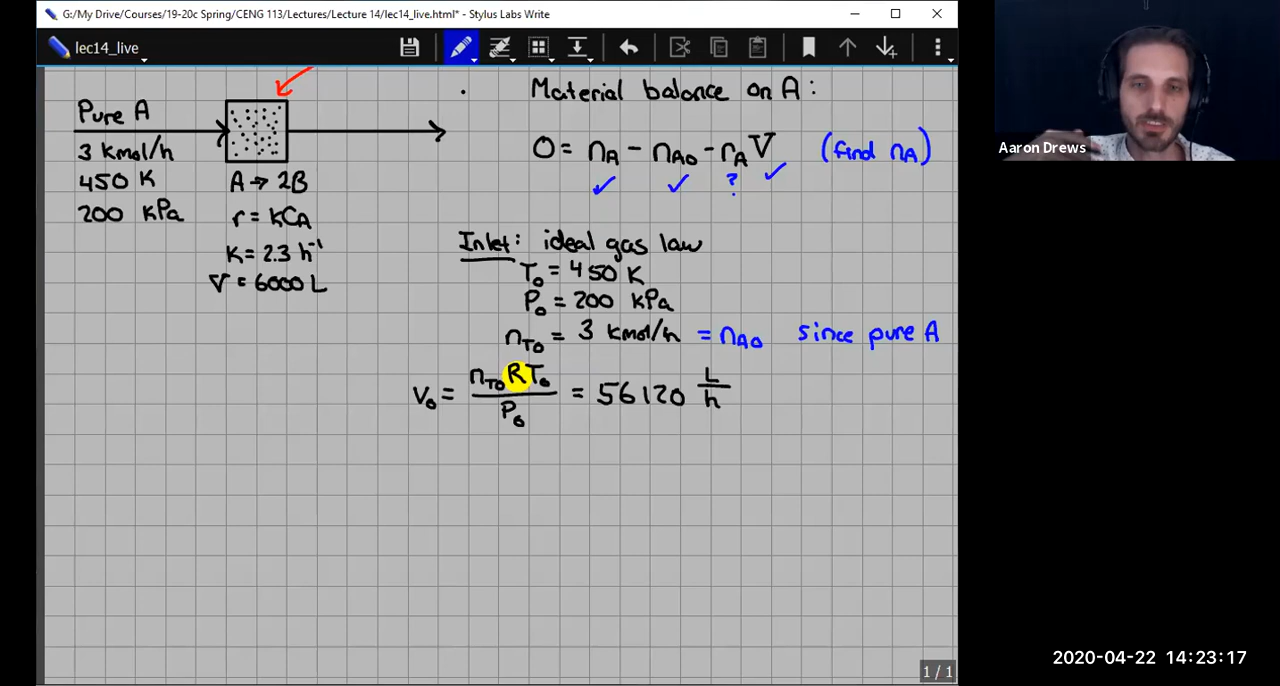 G:/My Drive/Courses/19-20c Spring/CENG 113/Lectures/Lecture 14/lec14_live.html* - Stylus Labs Write
lec14_live
Pure A
3 kmol/h
450 K
200 kPa
A → 2B
r = kCA
k = 2.3 h⁻¹
V = 6000 L
Material balance on A:
0 = nA - nA0 - rA V (find nA)
✓ ✓ ? ✓
Inlet: ideal gas law
T0 = 450 K
P0 = 200 kPa
nT0 = 3 kmol/h = nA0 since pure A
V0 = nT0 R T0 / P0 = 56120 L/h
1 / 1
Aaron Drews
2020-04-22 14:23:17